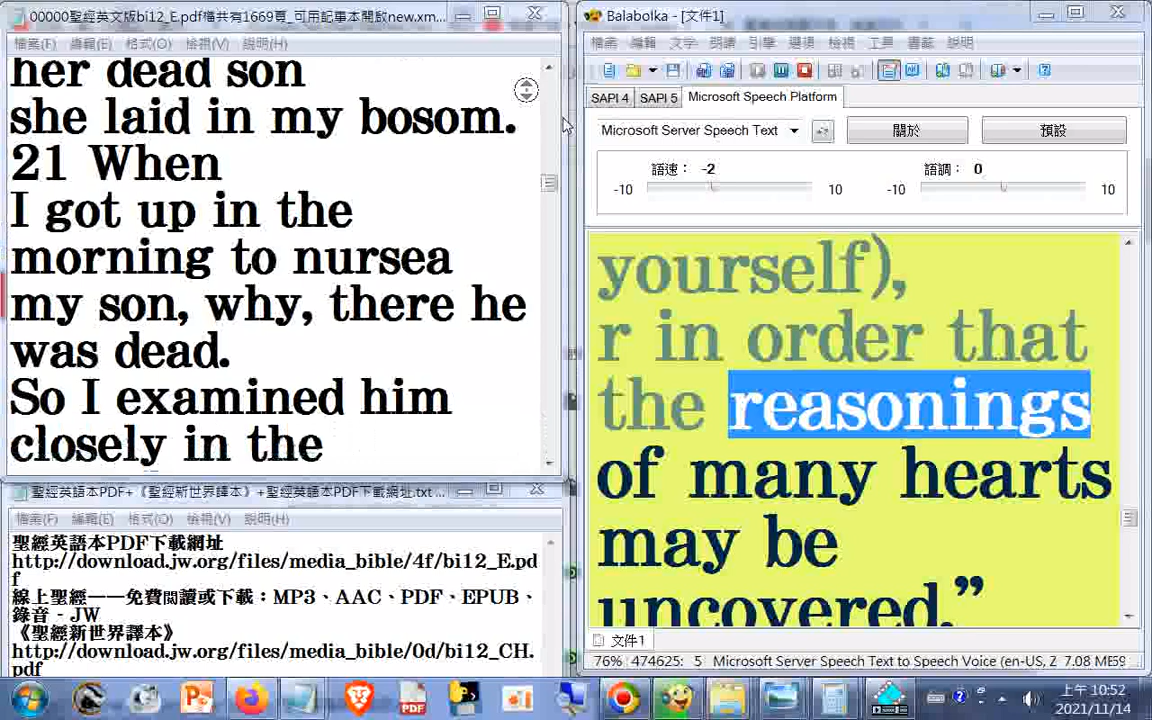 00000聖經英文版bi12_E.pdf檔共有1669頁_可用記事本開啟new.xm...
檔案(F) 編輯(E) 格式(O) 檢視(V) 說明(H)
her dead son
she laid in my bosom.
21 When
I got up in the
morning to nursea
my son, why, there he
was dead.
So I examined him
closely in the
聖經英語本PDF+《聖經新世界譯本》+聖經英語本PDF下載網址.txt ...
檔案(F) 編輯(E) 格式(O) 檢視(V) 說明(H)
聖經英語本PDF下載網址
http://download.jw.org/files/media_bible/4f/bi12_E.pd
f
線上聖經——免費閱讀或下載：MP3、AAC、PDF、EPUB、
錄音 - JW
《聖經新世界譯本》
http://download.jw.org/files/media_bible/0d/bi12_CH.
pdf
Balabolka - [文件1]
檔案 編輯 文字 朗讀 引擎 選項 檢視 工具 書籤 說明
SAPI 4 SAPI 5 Microsoft Speech Platform
Microsoft Server Speech Text 關於 預設
語速： -2 語調： 0
-10 10 -10 10
yourself),
r in order that
the reasonings
of many hearts
may be
uncovered.”
文件1
76% 474625: 5 Microsoft Server Speech Text to Speech Voice (en-US, Z 7.08 ME
PDF
上午 10:52
2021/11/14